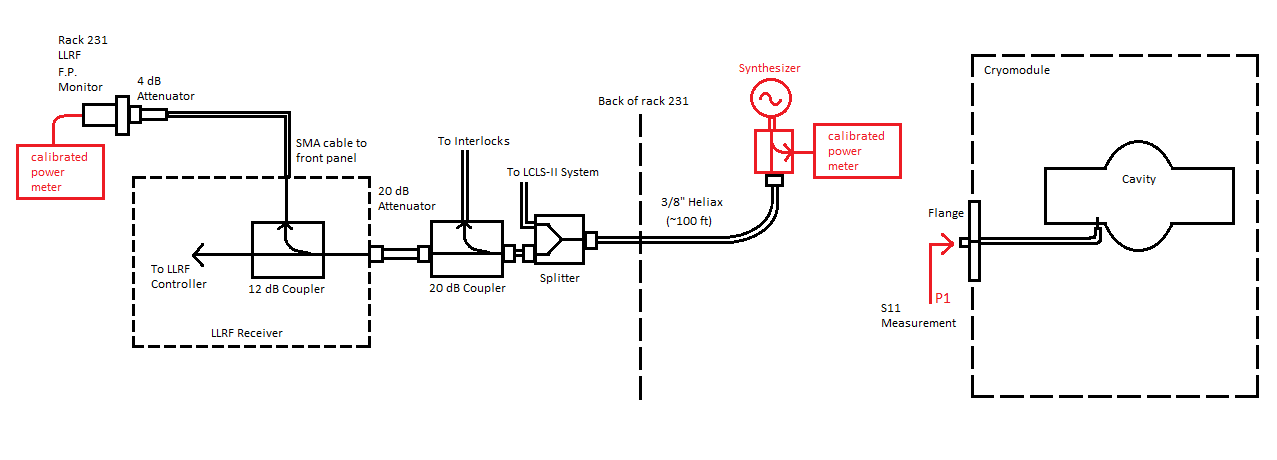 Rack 231
LLRF
F.P.
Monitor
4 dB
Attenuator
calibrated
power
meter
SMA cable to
front panel
To LLRF
Controller
12 dB Coupler
LLRF Receiver
20 dB
Attenuator
To Interlocks
20 dB Coupler
To LCLS-II System
Splitter
Back of rack 231
3/8" Heliax
(~100 ft)
Synthesizer
calibrated
power
meter
Cryomodule
Cavity
Flange
P1
S11
Measurement